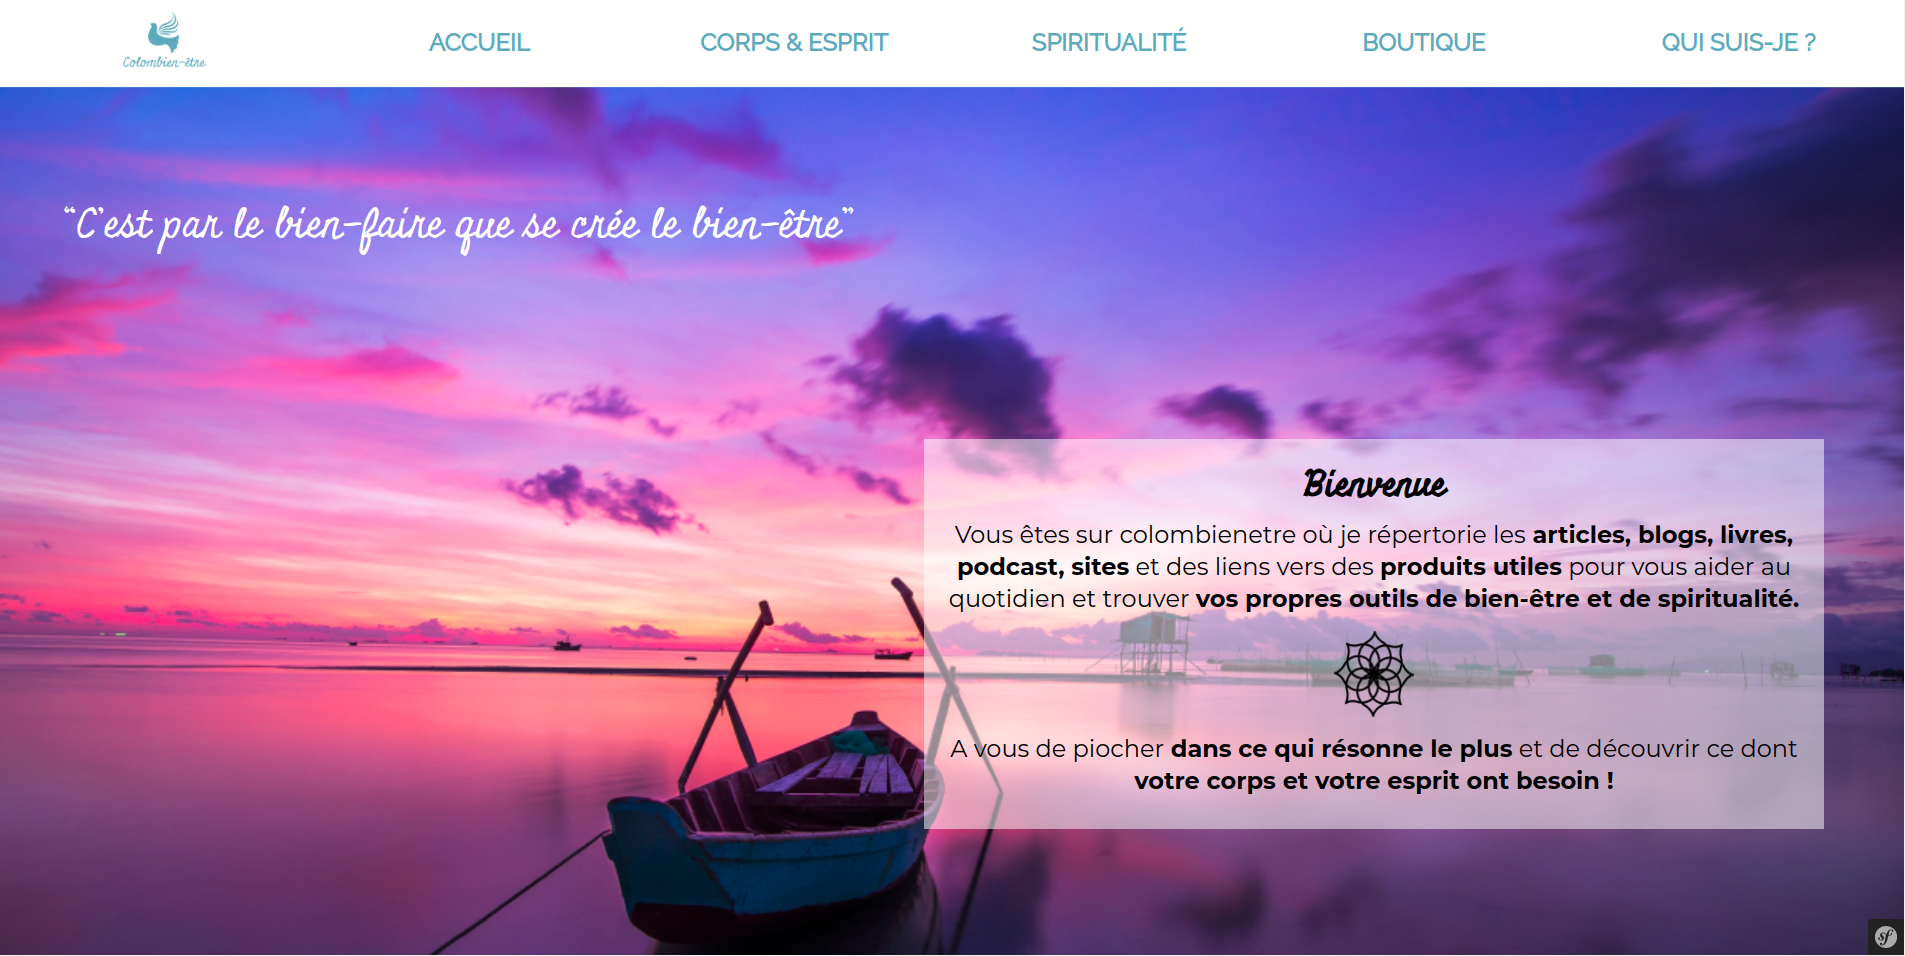 Colombien-être
ACCUEIL
CORPS & ESPRIT
SPIRITUALITÉ
BOUTIQUE
QUI SUIS-JE ?
“C’est par le bien-faire que se crée le bien-être”
Bienvenue
Vous êtes sur colombienetre où je répertorie les articles, blogs, livres,
podcast, sites et des liens vers des produits utiles pour vous aider au
quotidien et trouver vos propres outils de bien-être et de spiritualité.
A vous de piocher dans ce qui résonne le plus et de découvrir ce dont
votre corps et votre esprit ont besoin !
sf